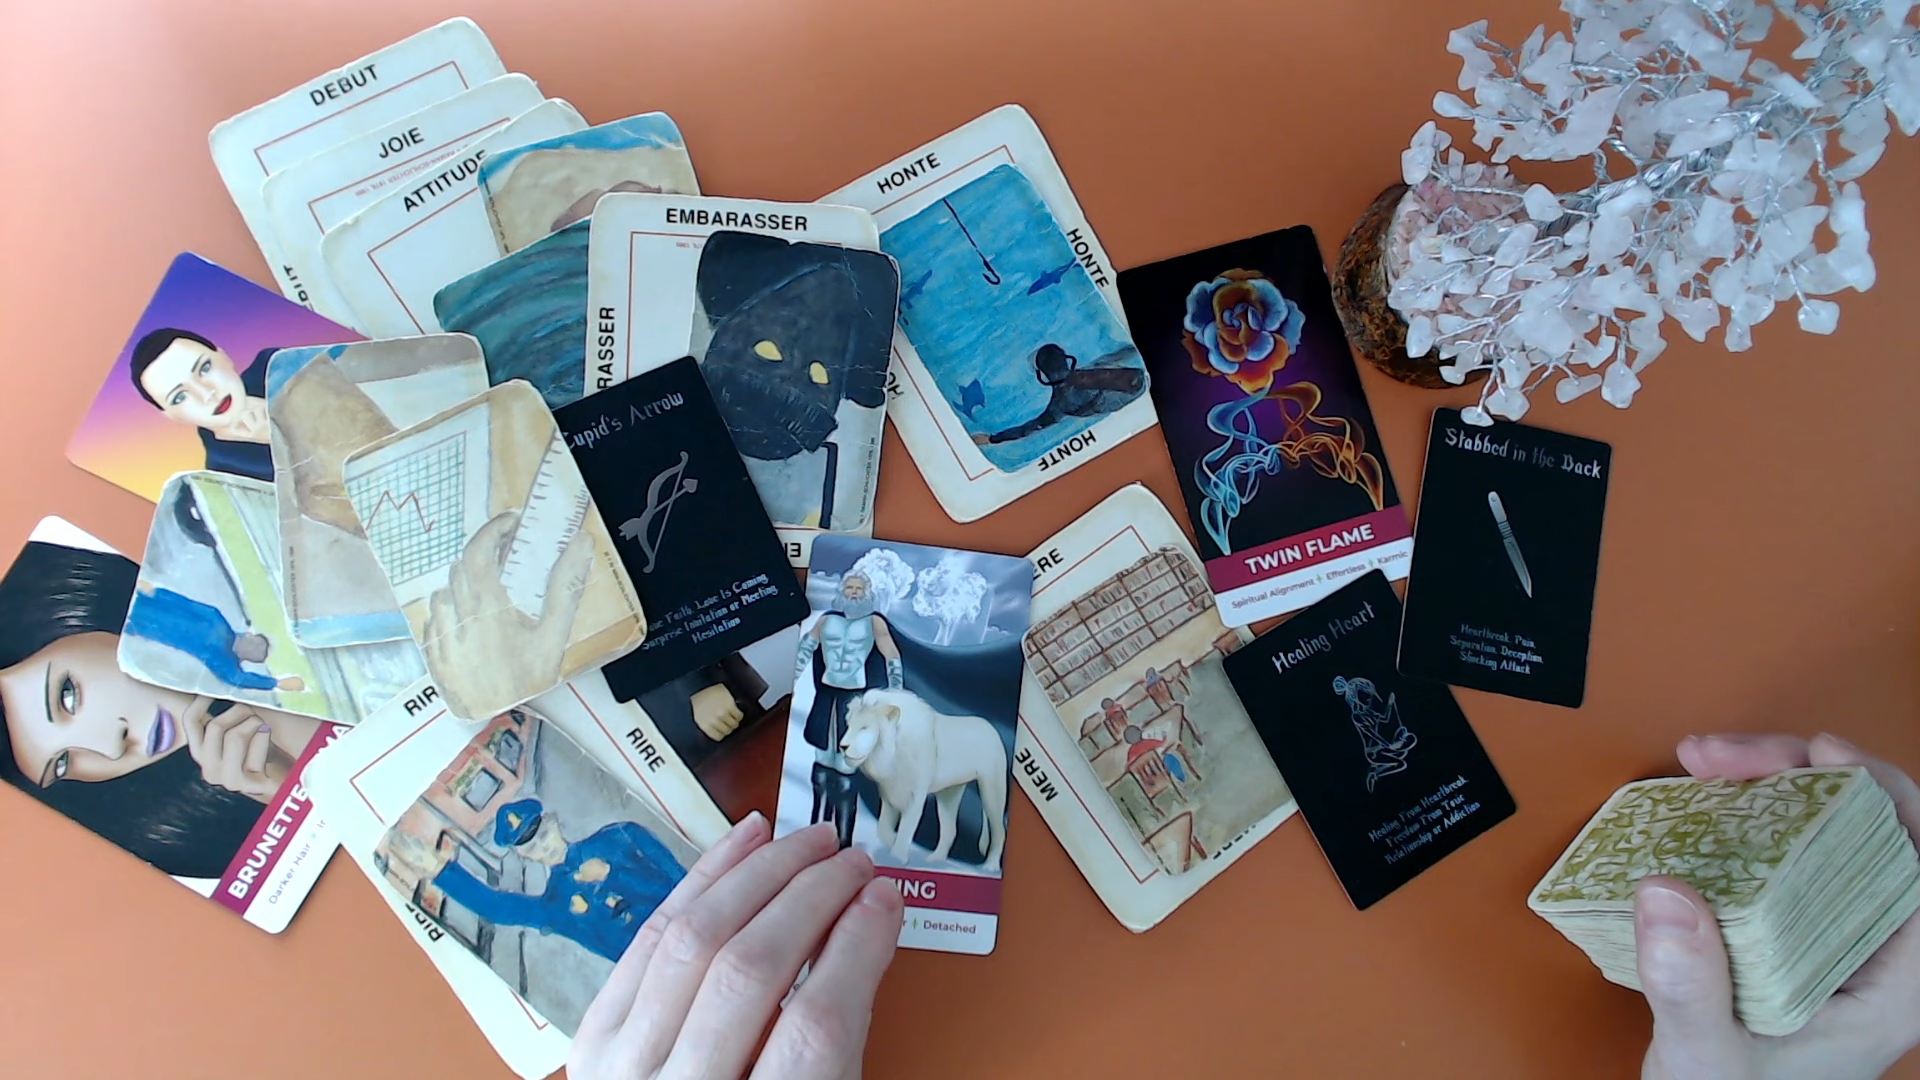 DEBUT
JOIE
ATTITUDE
EMBARASSER
HONTE
HONTE
HONTE
Cupid's Arrow
Love Is Coming
Surprise Invitation or Meeting
Hesitation
TWIN FLAME
Spiritual Alignment Effortless Karmic
Stabbed in the Back
Heartbreak, Pain,
Separation, Deception,
Shocking Attack
Healing Heart
Healing From Heartbreak
Freedom From Toxic
Relationship or Addiction
MERE
RIRE
BRUNETTE
Darker Hair
Detached